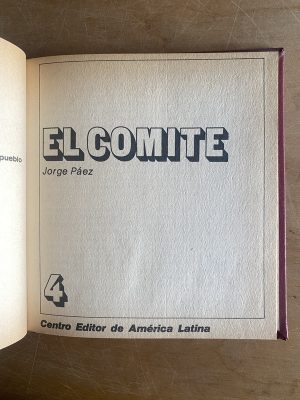 pueblo
EL COMITE
Jorge Páez
4
Centro Editor de América Latina